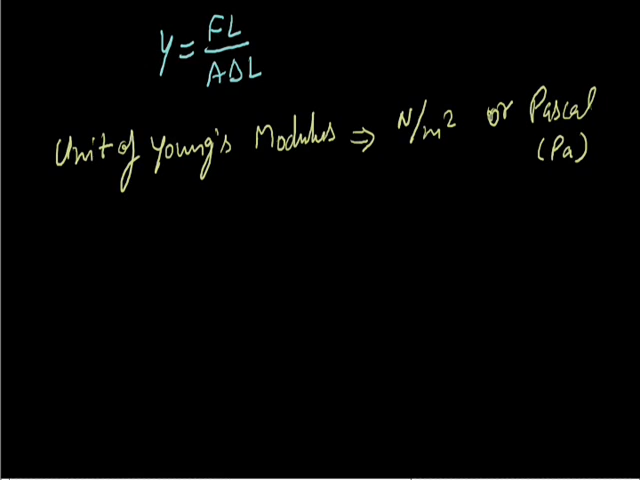 Y = FL / AΔL
Unit of Young's Modulus ⇒ N/m² or Pascal
(Pa)